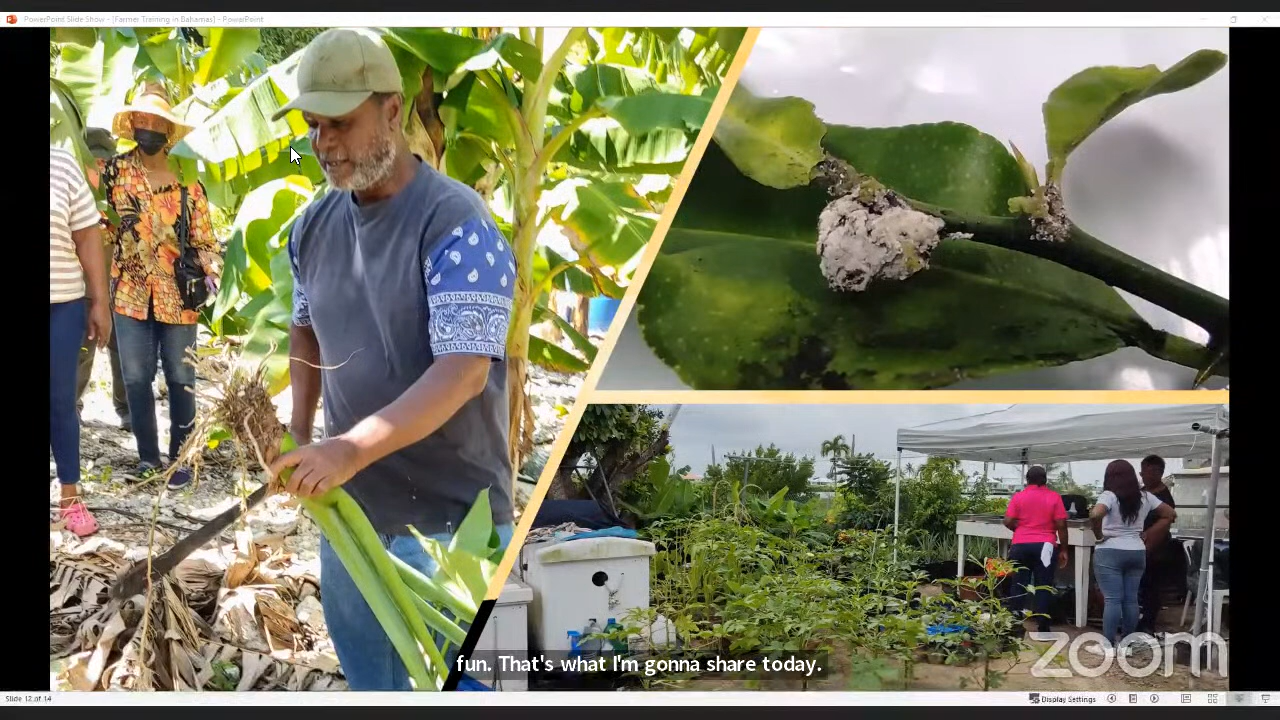 PowerPoint Slide Show - [Farmer Training in Bahamas] - PowerPoint
fun. That's what I'm gonna share today.
zoom
Slide 12 of 14
Display Settings